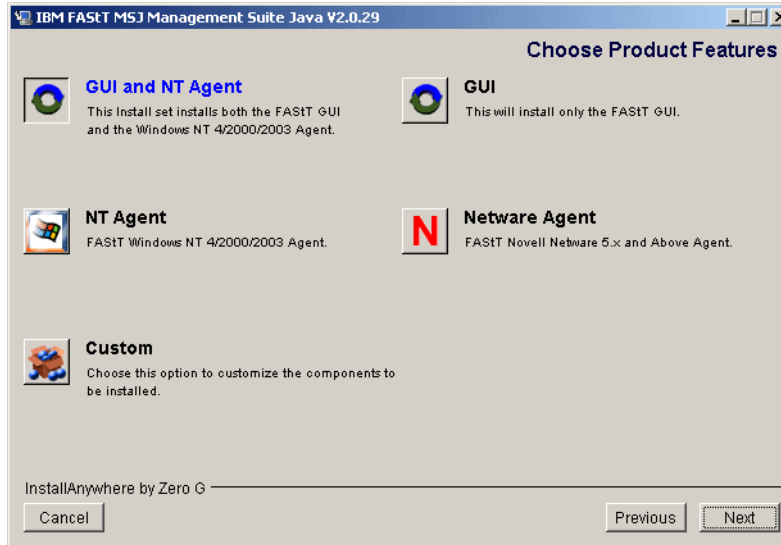 IBM FAStT MSJ Management Suite Java V2.0.29
Choose Product Features
GUI and NT Agent
This Install set installs both the FAStT GUI
and the Windows NT 4/2000/2003 Agent.
GUI
This will install only the FAStT GUI.
NT Agent
FAStT Windows NT 4/2000/2003 Agent.
N
Netware Agent
FAStT Novell Netware 5.x and Above Agent.
Custom
Choose this option to customize the components to
be installed.
InstallAnywhere by Zero G
Cancel
Previous
Next